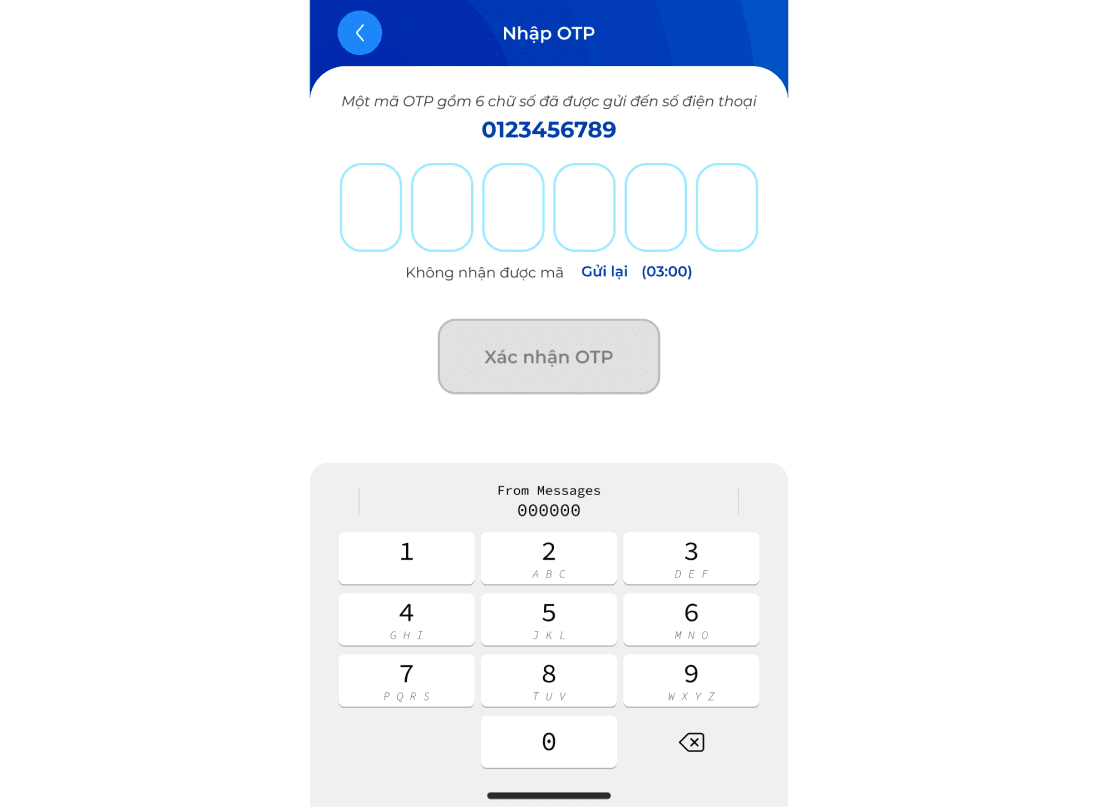 Nhập OTP
Một mã OTP gồm 6 chữ số đã được gửi đến số điện thoại
0123456789
Không nhận được mã Gửi lại (03:00)
Xác nhận OTP
From Messages
000000
1 2 3
ABC DEF
4 5 6
GHI JKL MNO
7 8 9
PQRS TUV WXYZ
0